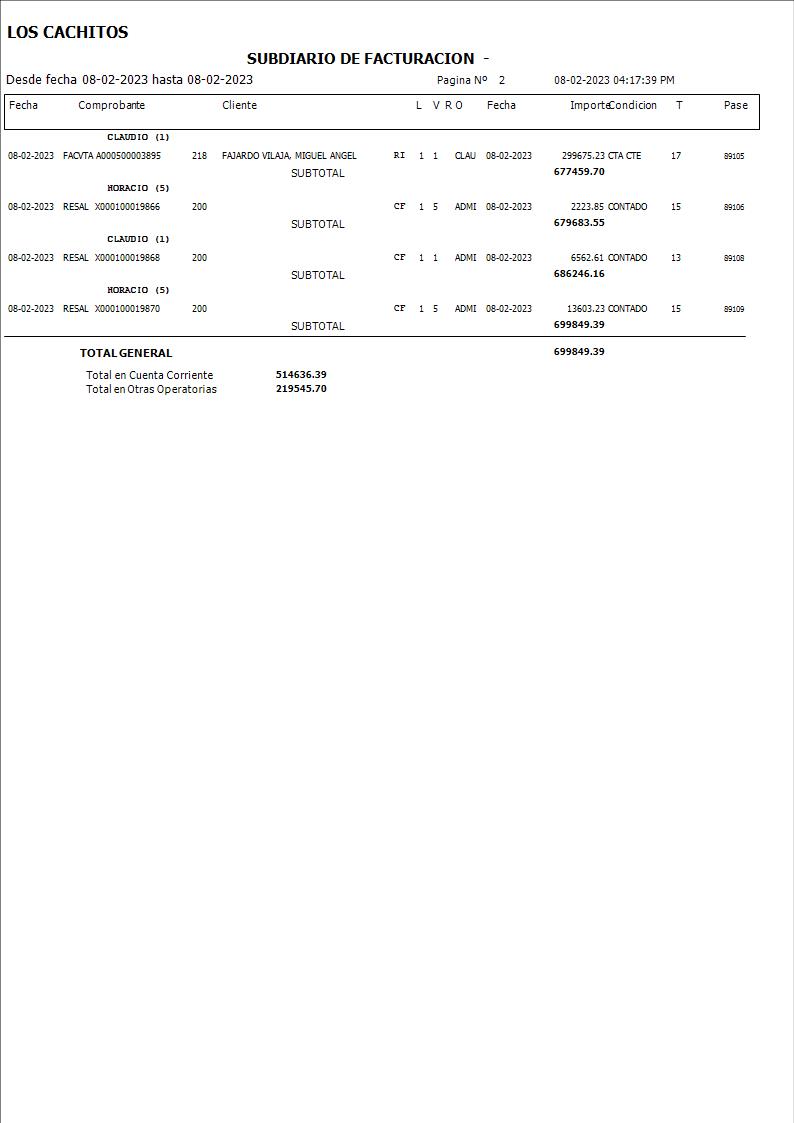 LOS CACHITOS
SUBDIARIO DE FACTURACION -
Desde fecha 08-02-2023 hasta 08-02-2023 Pagina Nº 2 08-02-2023 04:17:39 PM
Fecha Comprobante Cliente L V R O Fecha Importe Condicion T Pase
CLAUDIO (1)
08-02-2023 FACVTA A000500003895 218 FAJARDO VILAJA, MIGUEL ANGEL RI 1 1 CLAU 08-02-2023 299675.23 CTA CTE 17 89105
SUBTOTAL 677459.70
HORACIO (5)
08-02-2023 RESAL X000100019866 200 CF 1 5 ADMI 08-02-2023 2223.85 CONTADO 15 89106
SUBTOTAL 679683.55
CLAUDIO (1)
08-02-2023 RESAL X000100019868 200 CF 1 1 ADMI 08-02-2023 6562.61 CONTADO 13 89108
SUBTOTAL 686246.16
HORACIO (5)
08-02-2023 RESAL X000100019870 200 CF 1 5 ADMI 08-02-2023 13603.23 CONTADO 15 89109
SUBTOTAL 699849.39
TOTAL GENERAL 699849.39
Total en Cuenta Corriente 514636.39
Total en Otras Operatorias 219545.70